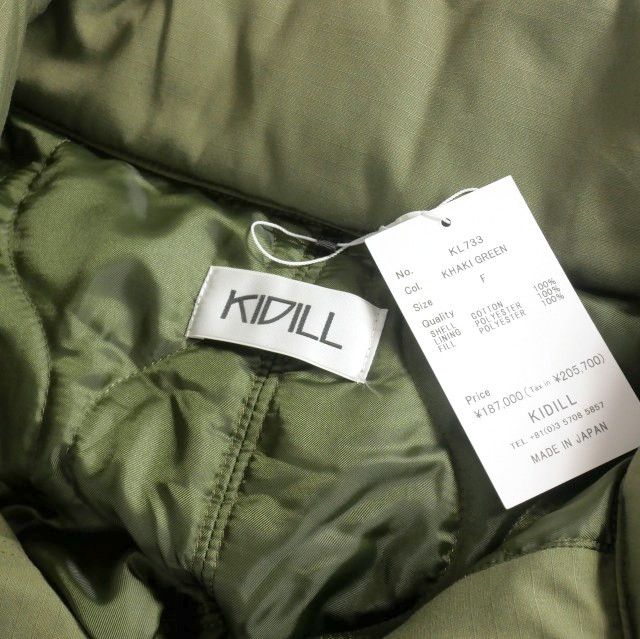 KIDILL
No. KL733
Col. KHAKI GREEN
Size F
Quality
SHELL COTTON 100%
LINING POLYESTER 100%
FILL POLYESTER 100%
Price
¥187,000 (Tax in ¥205,700)
KIDILL
TEL +81(0)3 5708 5857
MADE IN JAPAN